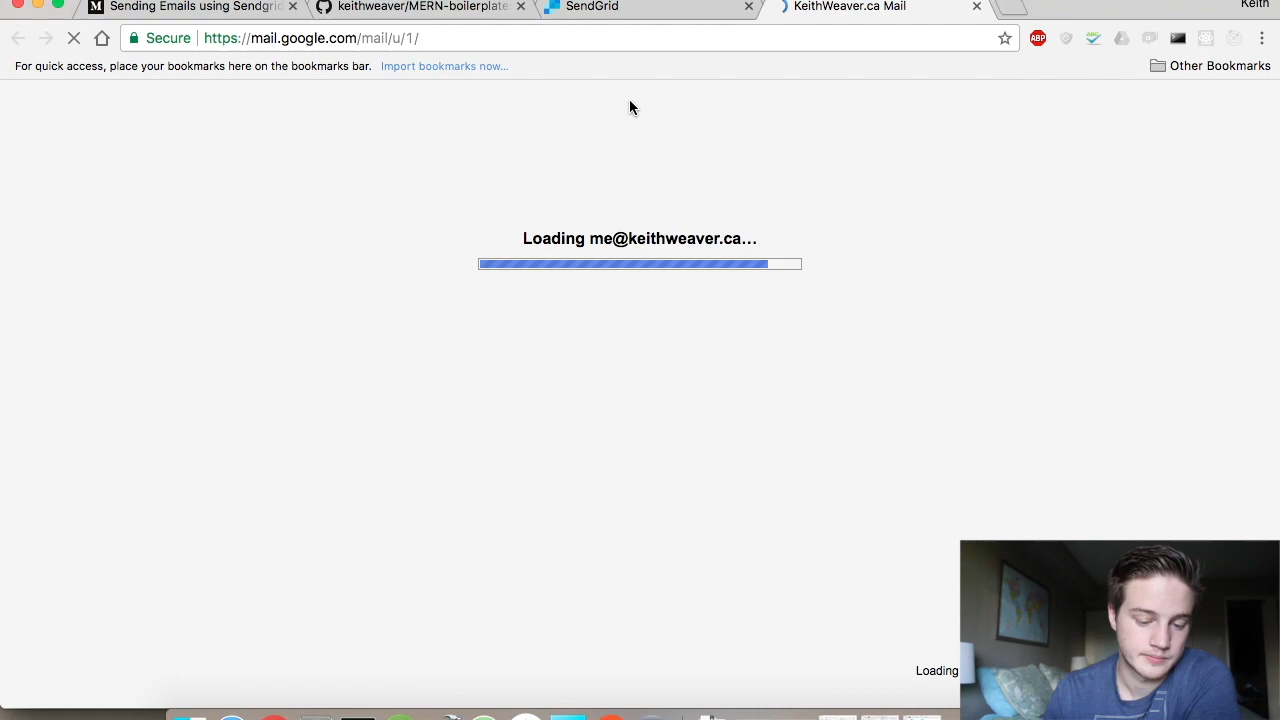 Sending Emails using Sendgrid
keithweaver/MERN-boilerplate
SendGrid
KeithWeaver.ca Mail
Keith
Secure
https://mail.google.com/mail/u/1/
ABP
For quick access, place your bookmarks here on the bookmarks bar. Import bookmarks now...
Other Bookmarks
Loading me@keithweaver.ca...
Loading